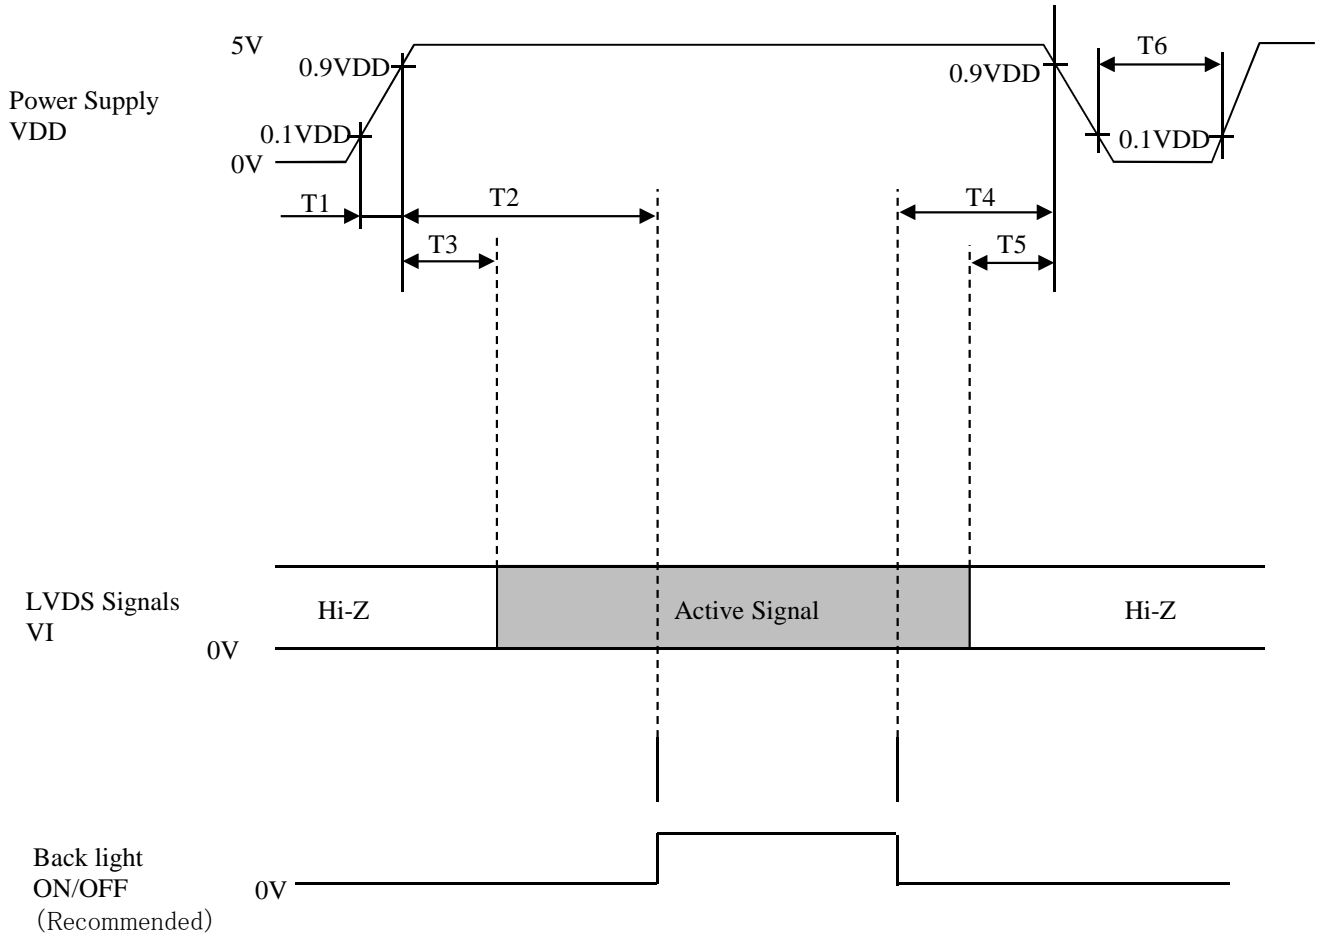 5V
0.9VDD
0.9VDD
T6
Power Supply
VDD
0.1VDD
0.1VDD
0V
T1
T2
T4
T3
T5
LVDS Signals
VI
Hi-Z
Active Signal
Hi-Z
0V
Back light
ON/OFF
(Recommended)
0V